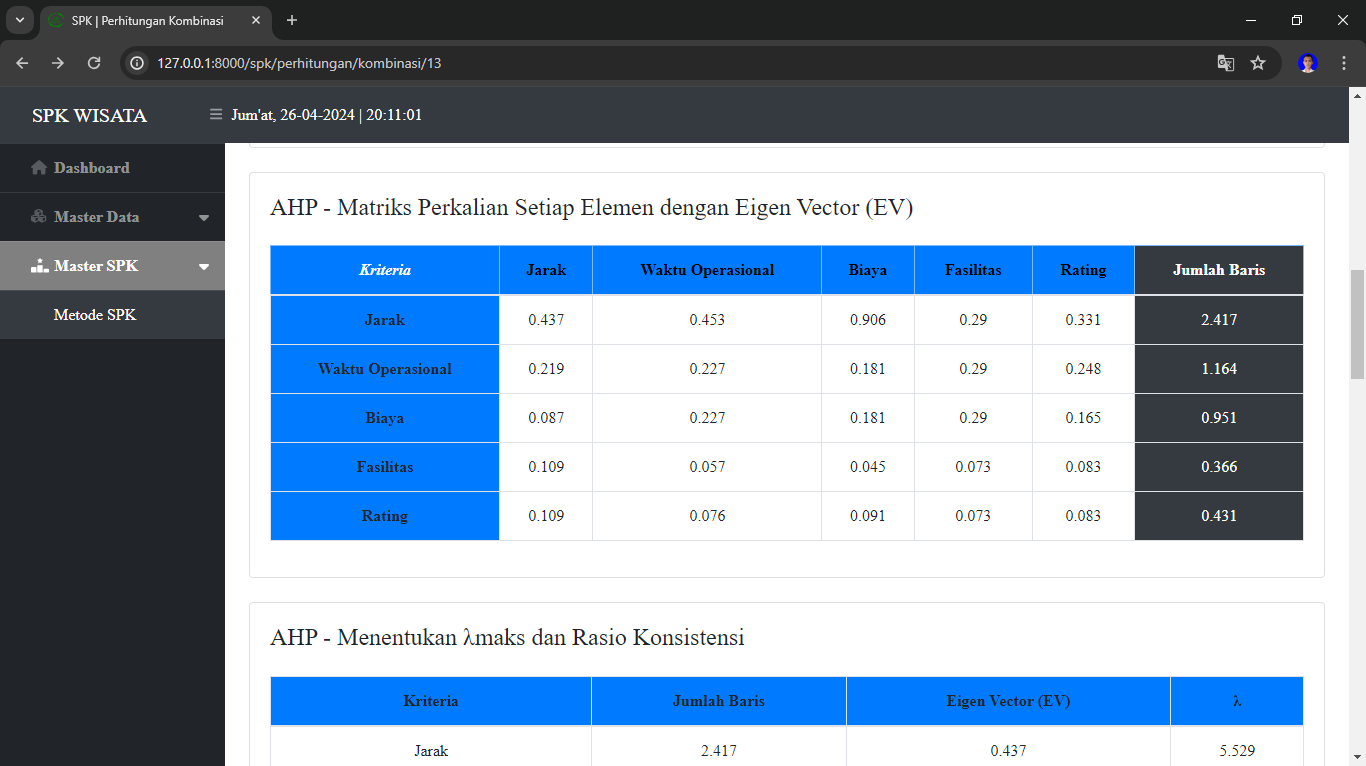 SPK | Perhitungan Kombinasi
127.0.0.1:8000/spk/perhitungan/kombinasi/13
SPK WISATA
Jum'at, 26-04-2024 | 20:11:01
Dashboard
Master Data
Master SPK
Metode SPK
AHP - Matriks Perkalian Setiap Elemen dengan Eigen Vector (EV)
Kriteria Jarak Waktu Operasional Biaya Fasilitas Rating Jumlah Baris
Jarak 0.437 0.453 0.906 0.29 0.331 2.417
Waktu Operasional 0.219 0.227 0.181 0.29 0.248 1.164
Biaya 0.087 0.227 0.181 0.29 0.165 0.951
Fasilitas 0.109 0.057 0.045 0.073 0.083 0.366
Rating 0.109 0.076 0.091 0.073 0.083 0.431
AHP - Menentukan λmaks dan Rasio Konsistensi
Kriteria Jumlah Baris Eigen Vector (EV) λ
Jarak 2.417 0.437 5.529